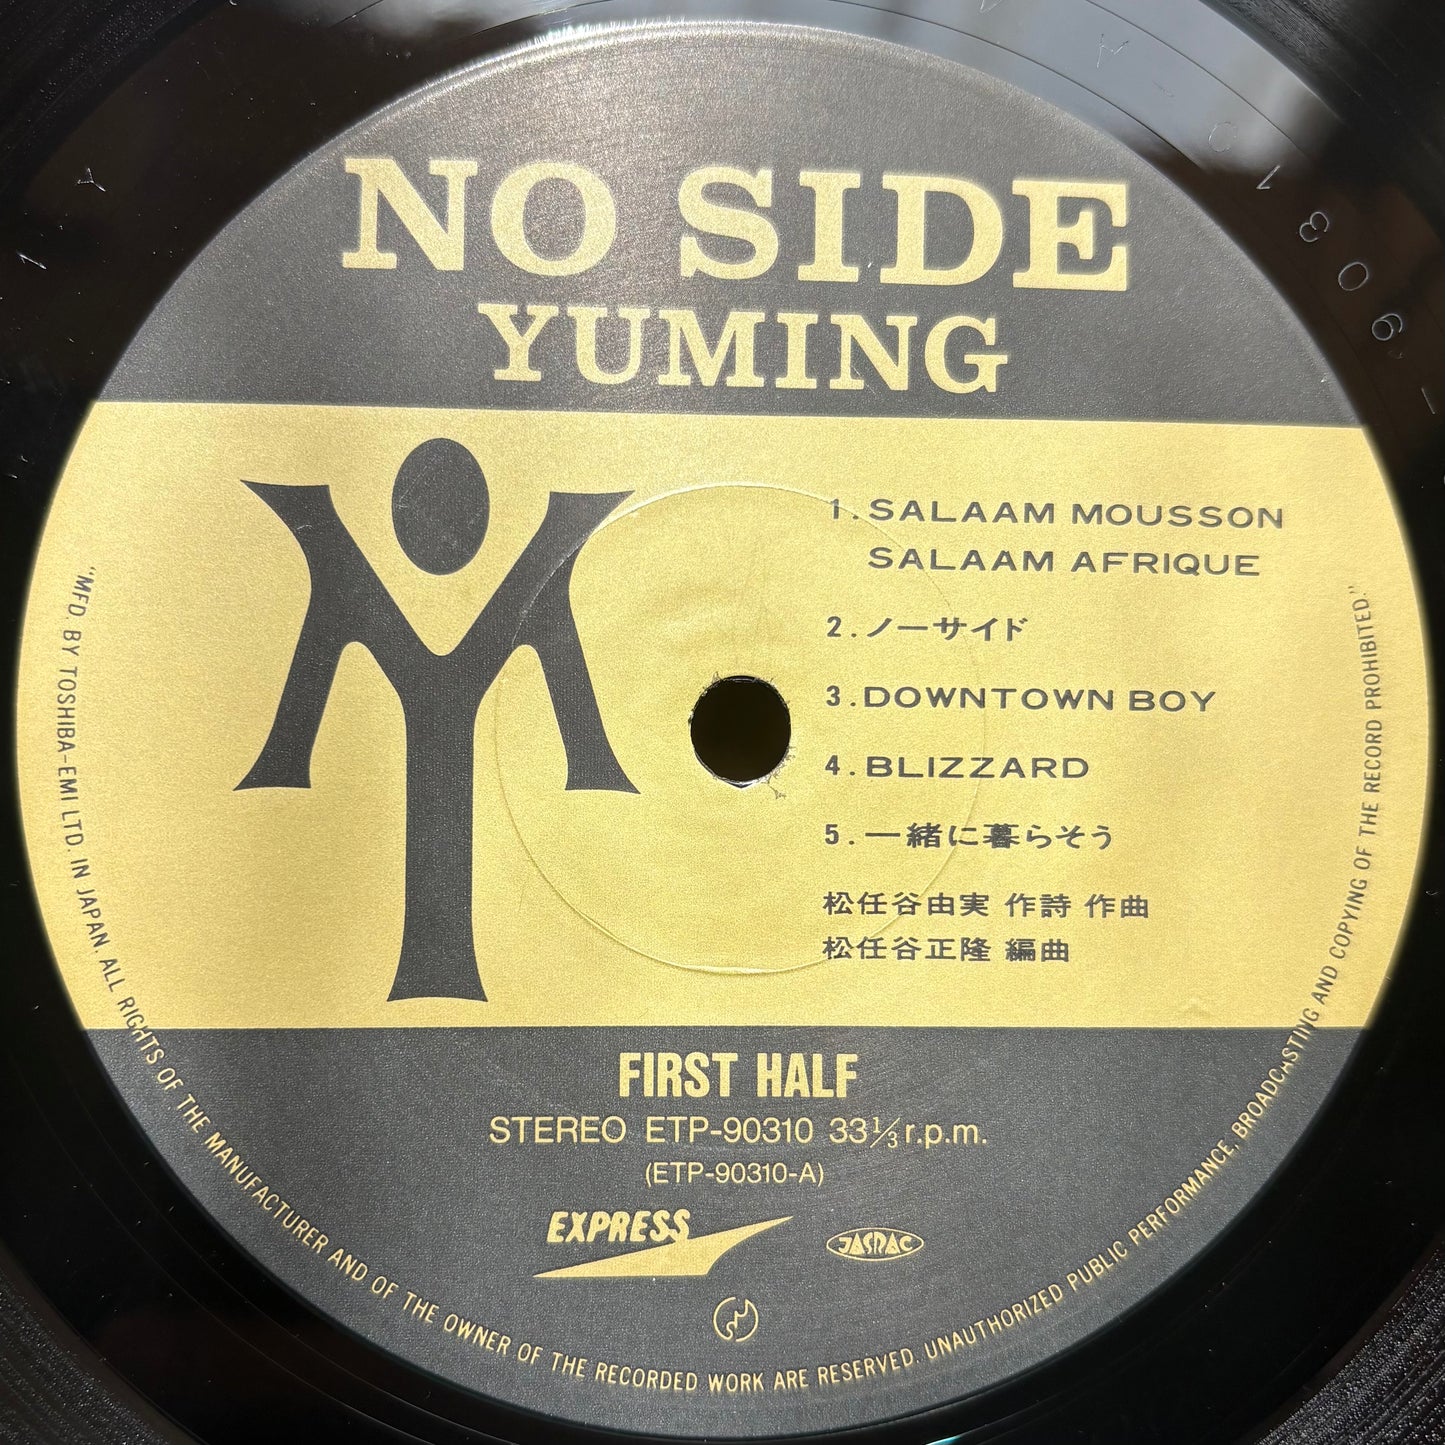 NO SIDE
YUMING
1. SALAAM MOUSSON
SALAAM AFRIQUE
2. ノーサイド
3. DOWNTOWN BOY
4. BLIZZARD
5. 一緒に暮らそう
松任谷由実 作詩 作曲
松任谷正隆 編曲
FIRST HALF
STEREO ETP-90310 33 1/3 r.p.m.
(ETP-90310-A)
EXPRESS
JASRAC
"MFD. BY TOSHIBA-EMI LTD. IN JAPAN. ALL RIGHTS OF THE MANUFACTURER AND OF THE OWNER OF THE RECORDED WORK ARE RESERVED. UNAUTHORIZED PUBLIC PERFORMANCE, BROADCASTING AND COPYING OF THE RECORD PROHIBITED."